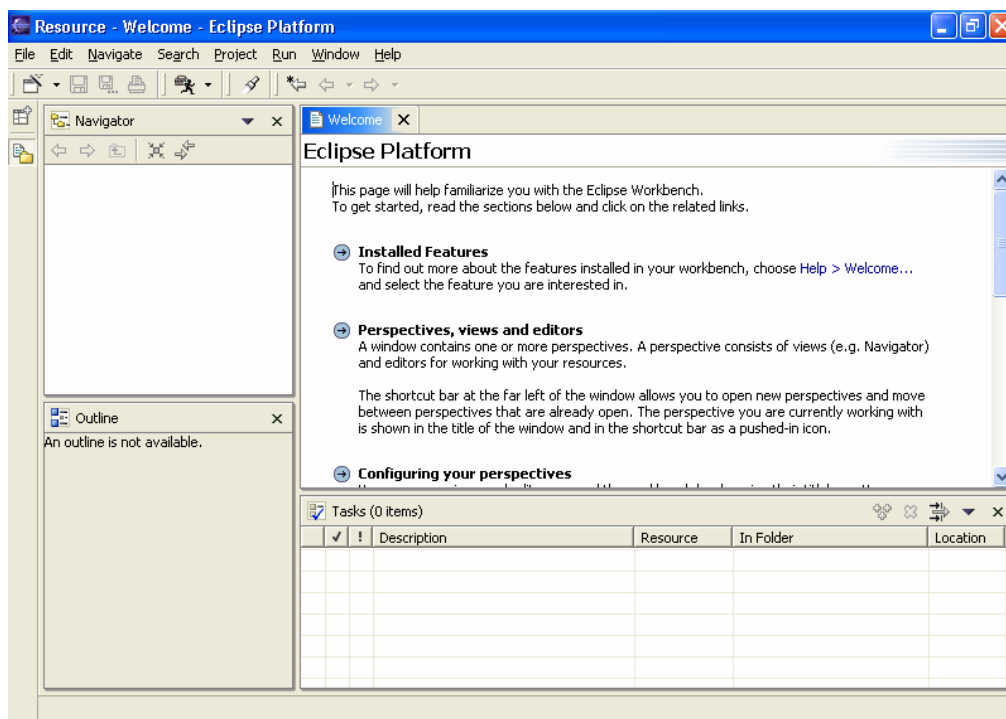 Resource - Welcome - Eclipse Platform
File Edit Navigate Search Project Run Window Help
Navigator
Welcome
Eclipse Platform
This page will help familiarize you with the Eclipse Workbench.
To get started, read the sections below and click on the related links.
Installed Features
To find out more about the features installed in your workbench, choose Help > Welcome...
and select the feature you are interested in.
Perspectives, views and editors
A window contains one or more perspectives. A perspective consists of views (e.g. Navigator)
and editors for working with your resources.
The shortcut bar at the far left of the window allows you to open new perspectives and move
between perspectives that are already open. The perspective you are currently working with
is shown in the title of the window and in the shortcut bar as a pushed-in icon.
Configuring your perspectives
Outline
An outline is not available.
Tasks (0 items)
! Description Resource In Folder Location